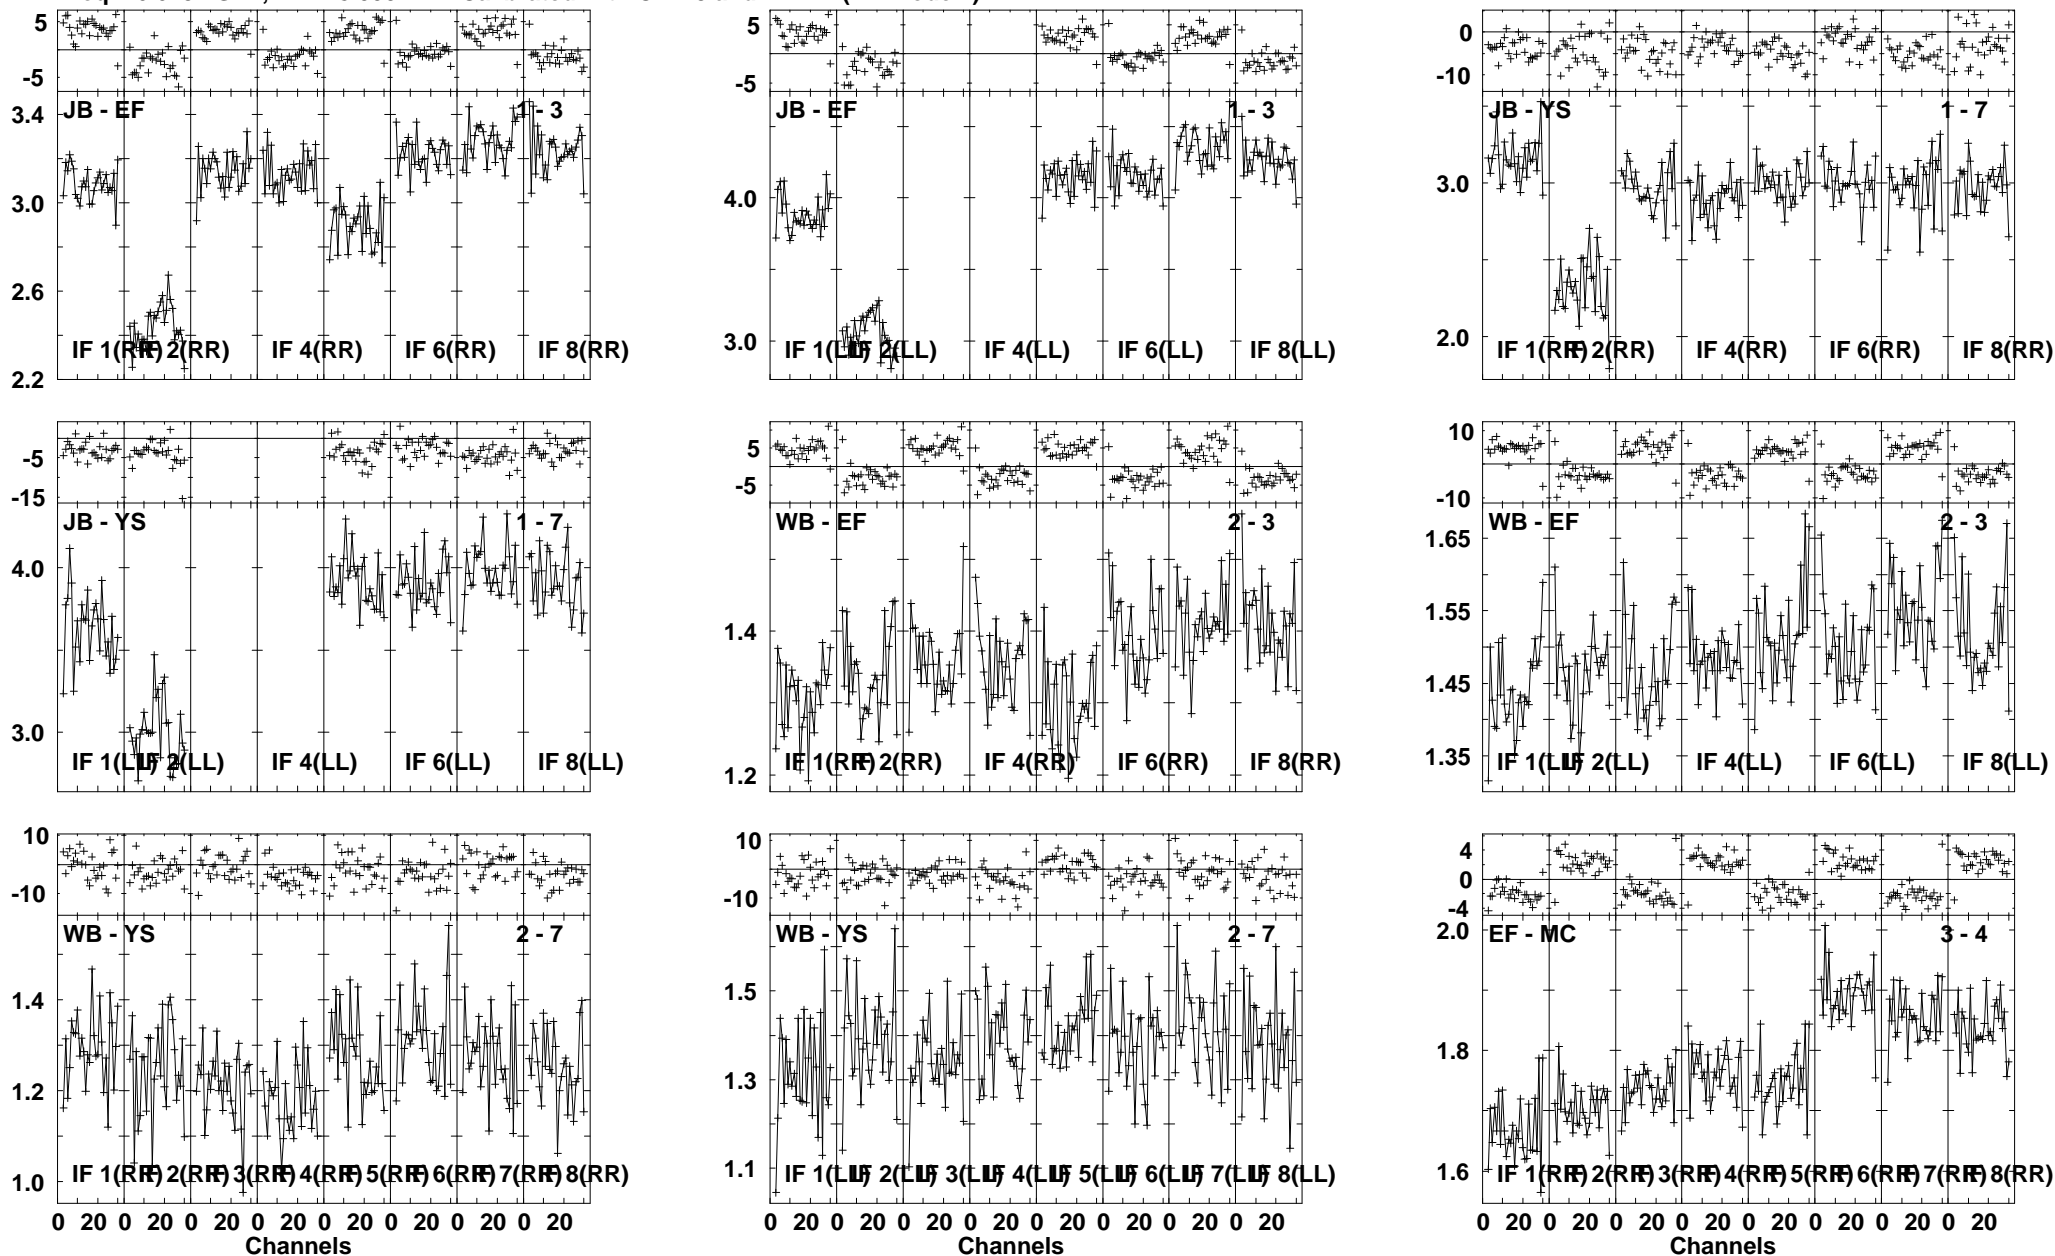 5
-5
JB - EF
1 - 3
3.4
3.0
2.6
2.2
IF 1(RR)
IF 2(RR)
IF 4(RR)
IF 6(RR)
IF 8(RR)
5
-5
JB - EF
1 - 3
4.0
3.0
IF 1(LL)
IF 2(LL)
IF 4(LL)
IF 6(LL)
IF 8(LL)
0
-10
JB - YS
1 - 7
3.0
2.0
IF 1(RR)
IF 2(RR)
IF 4(RR)
IF 6(RR)
IF 8(RR)
-5
-15
JB - YS
1 - 7
4.0
3.0
IF 1(LL)
IF 2(LL)
IF 4(LL)
IF 6(LL)
IF 8(LL)
5
-5
WB - EF
2 - 3
1.4
1.2
IF 1(RR)
IF 2(RR)
IF 4(RR)
IF 6(RR)
IF 8(RR)
10
-10
WB - EF
2 - 3
1.65
1.55
1.45
1.35
IF 1(LL)
IF 2(LL)
IF 4(LL)
IF 6(LL)
IF 8(LL)
10
-10
WB - YS
2 - 7
1.4
1.2
1.0
IF 1(RR)
IF 2(RR)
IF 3(RR)
IF 4(RR)
IF 5(RR)
IF 6(RR)
IF 7(RR)
IF 8(RR)
0 20 0 20 0 20 0 20 0 20 0 20 0 20 0 20
Channels
10
-10
WB - YS
2 - 7
1.5
1.3
1.1
IF 1(LL)
IF 2(LL)
IF 3(LL)
IF 4(LL)
IF 5(LL)
IF 6(LL)
IF 7(LL)
IF 8(LL)
0 20 0 20 0 20 0 20 0 20 0 20 0 20 0 20
Channels
4
0
-4
EF - MC
3 - 4
2.0
1.8
1.6
IF 1(RR)
IF 2(RR)
IF 3(RR)
IF 4(RR)
IF 5(RR)
IF 6(RR)
IF 7(RR)
IF 8(RR)
0 20 0 20 0 20 0 20 0 20 0 20 0 20 0 20
Channels